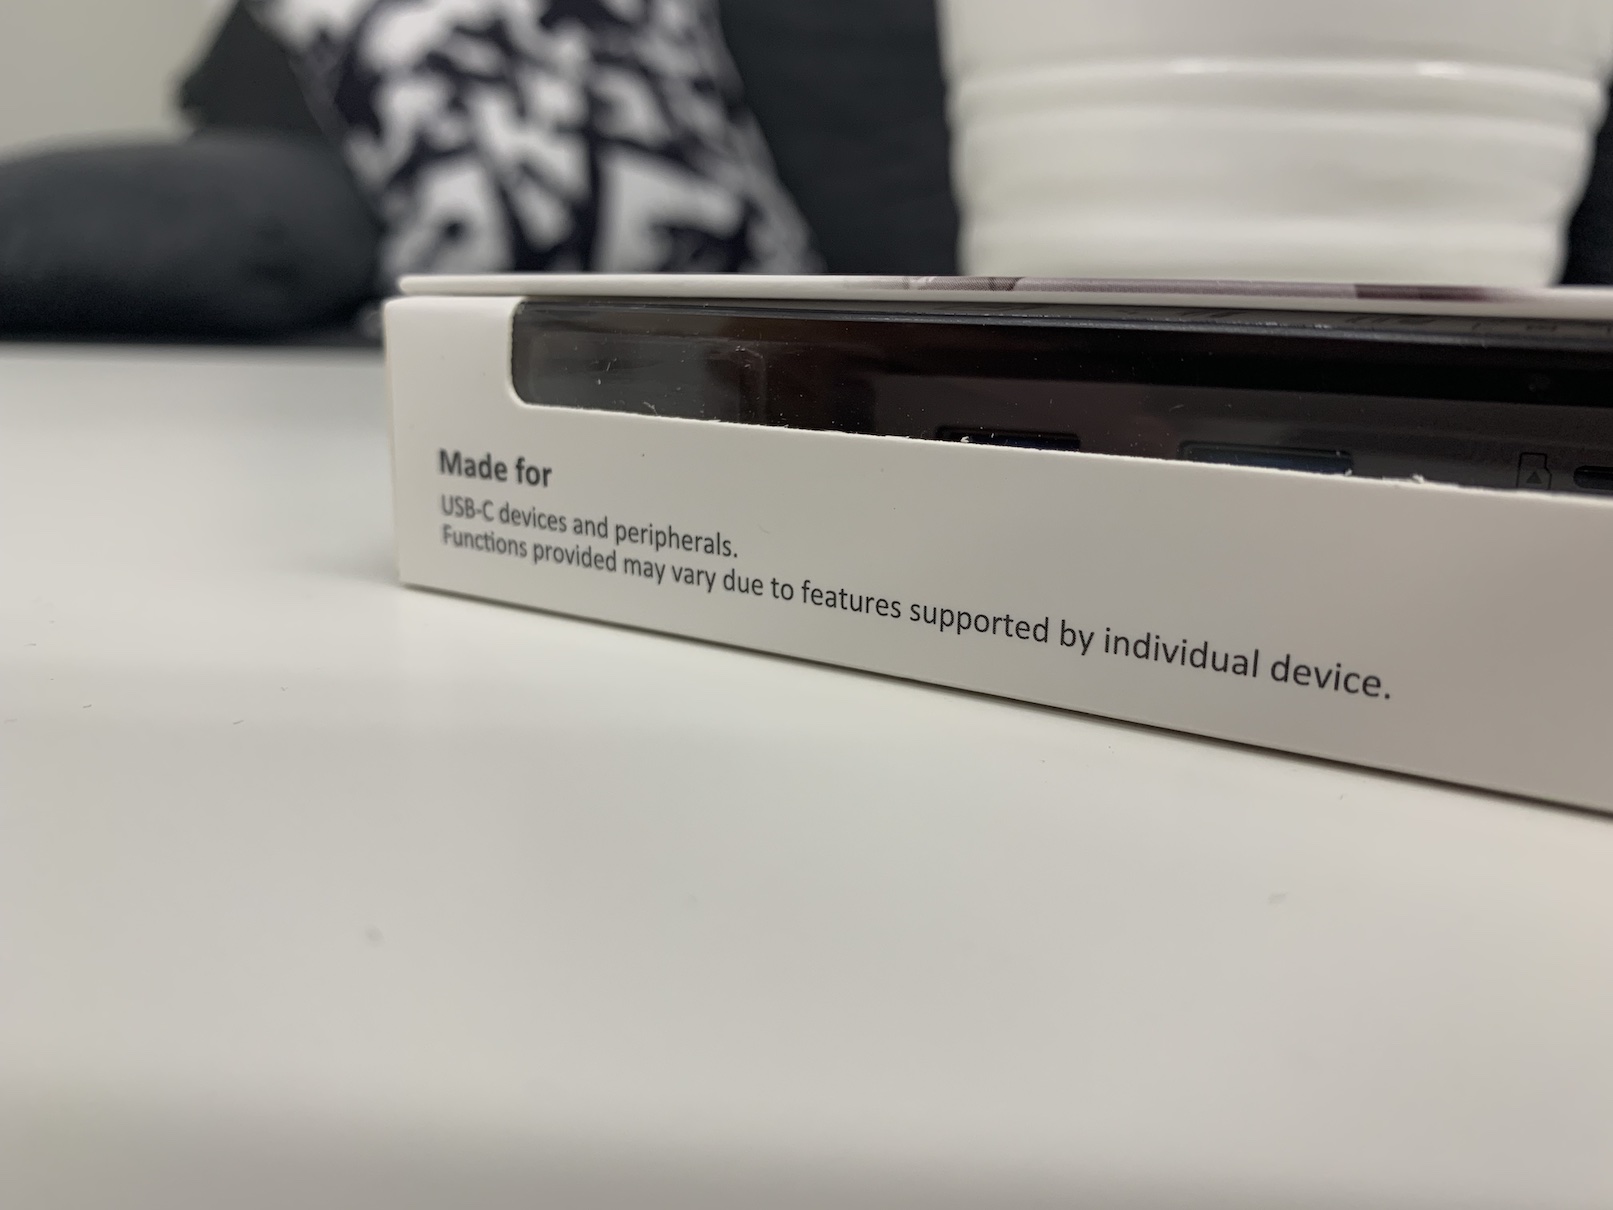 Made for
USB-C devices and peripherals.
Functions provided may vary due to features supported by individual device.